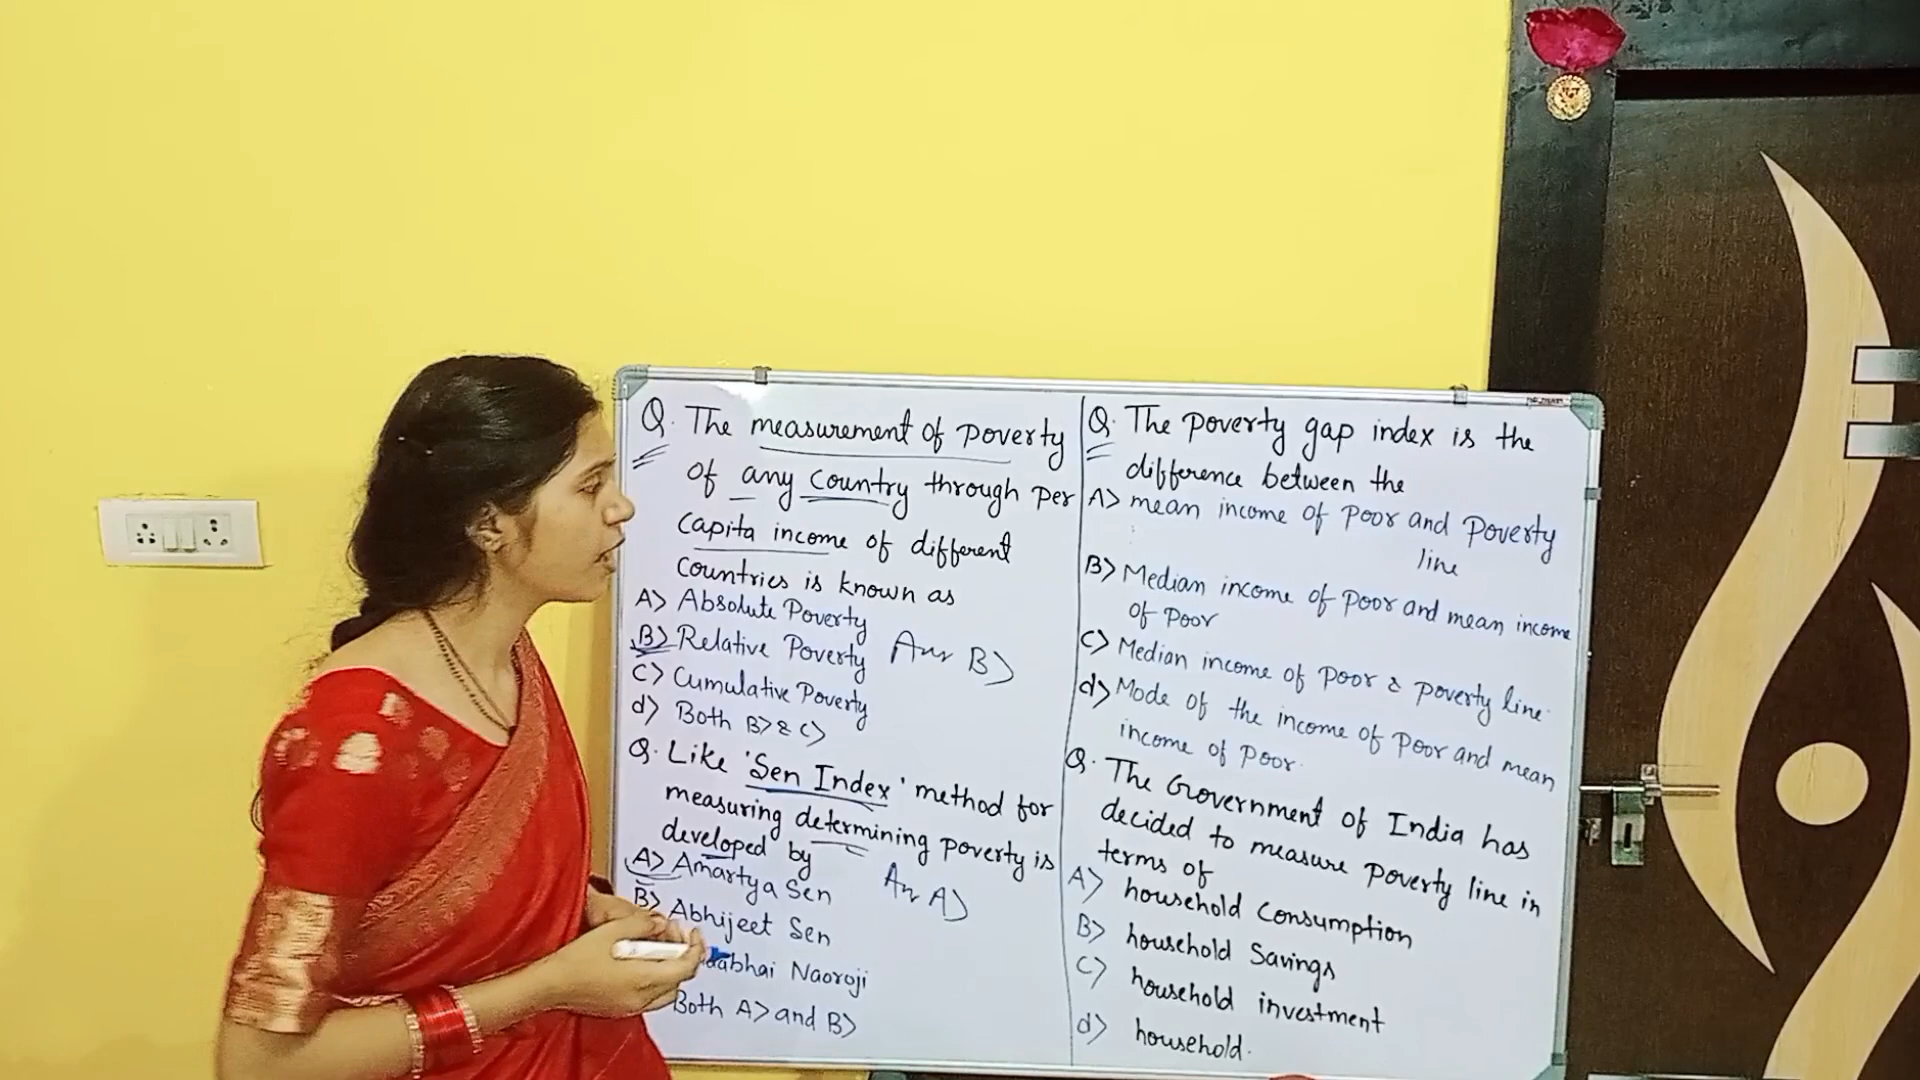 Q. The measurement of poverty
of any country through per
capita income of different
countries is known as
A> Absolute Poverty
B> Relative Poverty
Ans B>
C> Cumulative Poverty
d> Both B> & C>
Q. Like 'Sen Index' method for
measuring determining poverty is
developed by
A> Amartya Sen
An A>
B> Abhijeet Sen
Naoroji
Both A> and B>
Q. The poverty gap index is the
difference between the
A> mean income of poor and poverty
line
B> Median income of poor and mean income
of poor
C> Median income of poor & poverty line.
d> Mode of the income of poor and mean
income of poor.
Q. The Government of India has
decided to measure poverty line in
terms of
A> household consumption
B> household savings
C> household investment
d> household.